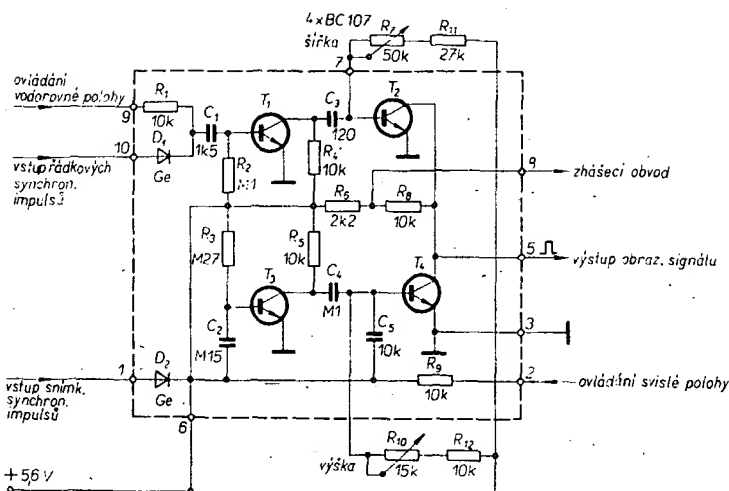 4×BC 107
šířka
R7
50k
R11
27k
7
ovládání
vodorovné polohy
9
R1
10k
C1
1k5
T1
C3
120
T2
10
D1
Ge
vstup řádkových
synchron.
impulsů
R2
M1
R4
10k
8
zhášecí obvod
R6
2k2
R8
10k
R3
M27
R5
10k
5
výstup obraz. signálu
T3
C4
M1
T4
C2
M15
C5
10k
3
1
D2
Ge
R9
10k
2
ovládání svislé polohy
vstup snímk.
synchron.
impulsů
6
výška
R10
15k
R12
10k
+ 5,6 V